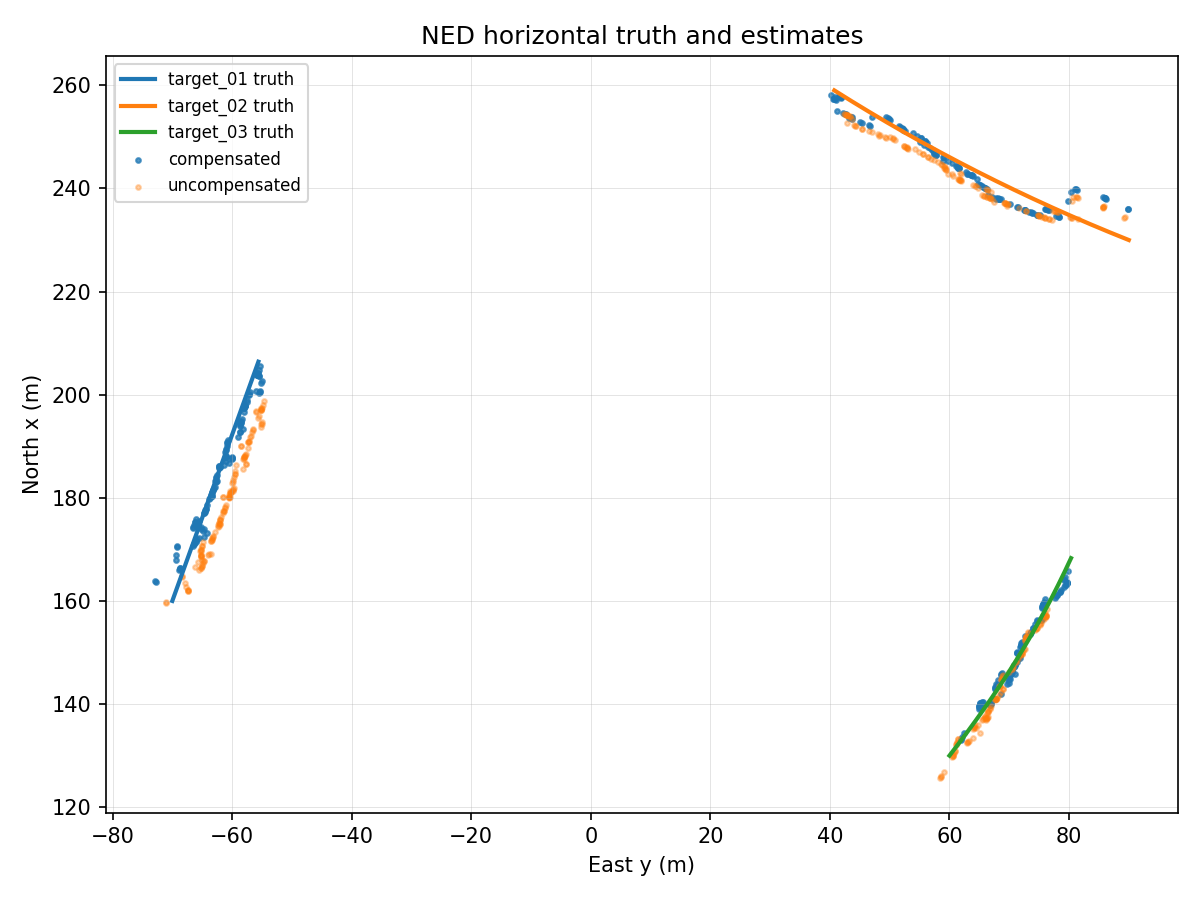 NED horizontal truth and estimates
target_01 truth
target_02 truth
target_03 truth
compensated
uncompensated
260
240
220
200
180
160
140
120
North x (m)
−80 −60 −40 −20 0 20 40 60 80
East y (m)